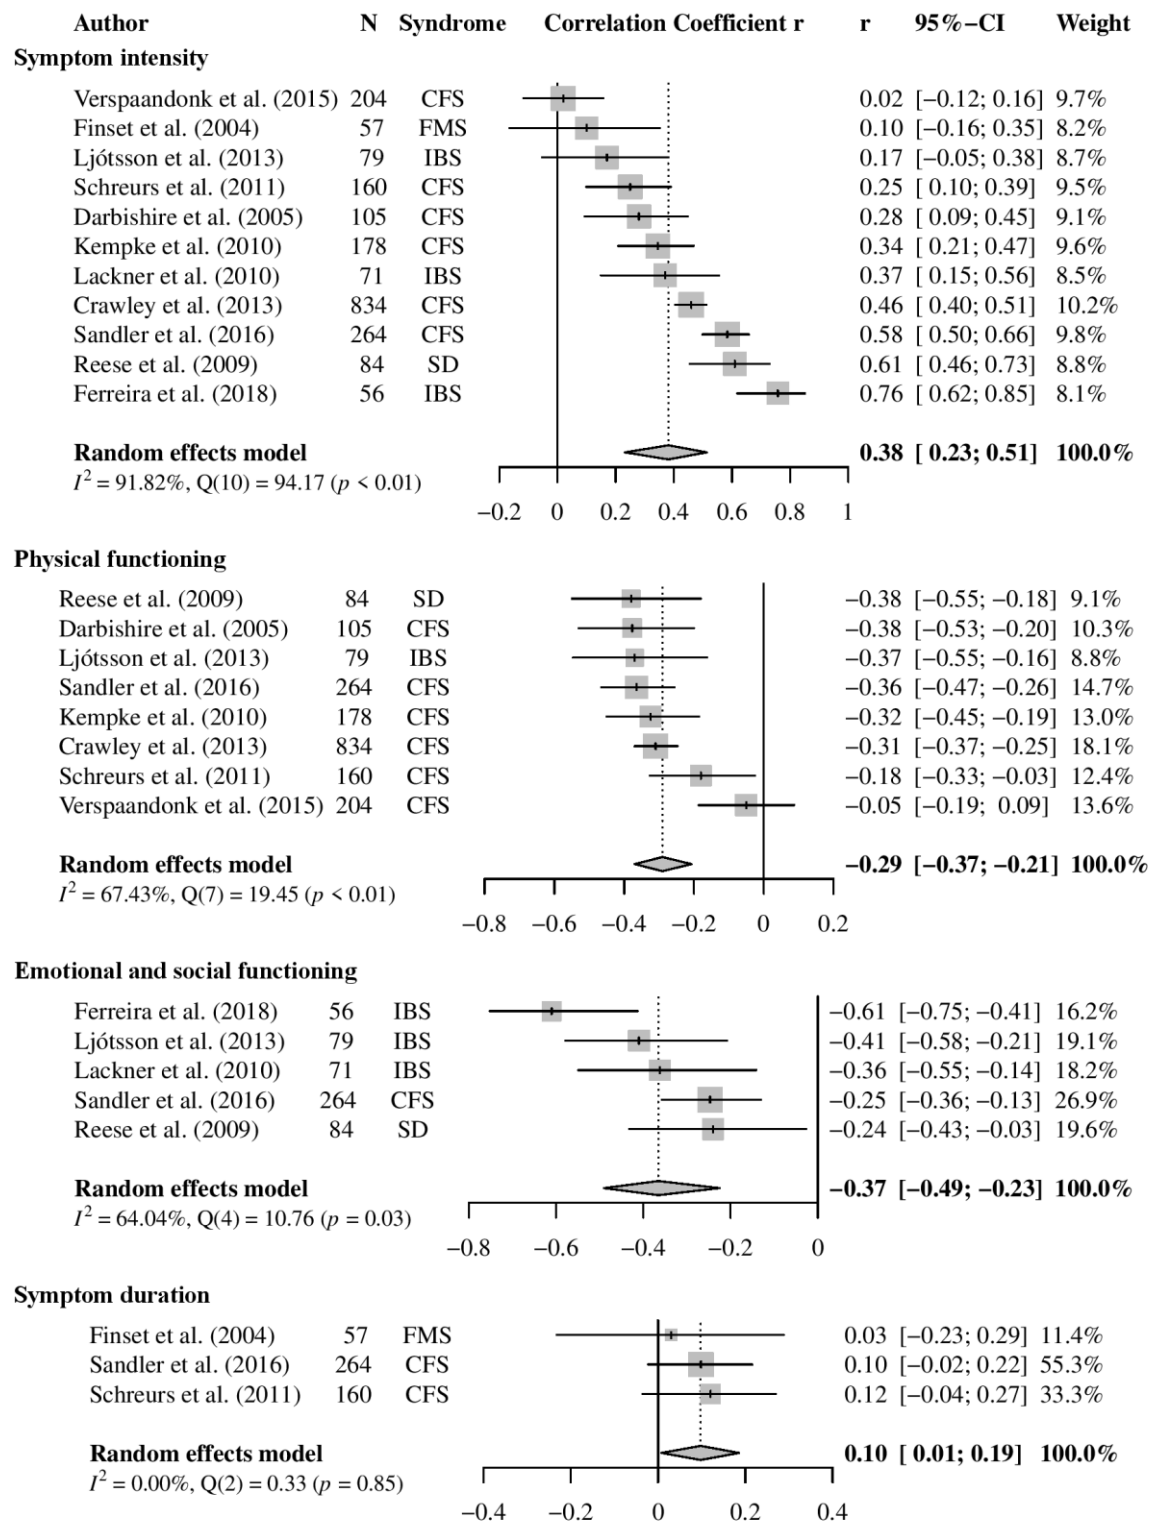 Author N Syndrome Correlation Coefficient r r 95%−CI Weight
Symptom intensity
Verspaandonk et al. (2015) 204 CFS 0.02 [−0.12; 0.16] 9.7%
Finset et al. (2004) 57 FMS 0.10 [−0.16; 0.35] 8.2%
Ljótsson et al. (2013) 79 IBS 0.17 [−0.05; 0.38] 8.7%
Schreurs et al. (2011) 160 CFS 0.25 [ 0.10; 0.39] 9.5%
Darbishire et al. (2005) 105 CFS 0.28 [ 0.09; 0.45] 9.1%
Kempke et al. (2010) 178 CFS 0.34 [ 0.21; 0.47] 9.6%
Lackner et al. (2010) 71 IBS 0.37 [ 0.15; 0.56] 8.5%
Crawley et al. (2013) 834 CFS 0.46 [ 0.40; 0.51] 10.2%
Sandler et al. (2016) 264 CFS 0.58 [ 0.50; 0.66] 9.8%
Reese et al. (2009) 84 SD 0.61 [ 0.46; 0.73] 8.8%
Ferreira et al. (2018) 56 IBS 0.76 [ 0.62; 0.85] 8.1%
Random effects model 0.38 [ 0.23; 0.51] 100.0%
I² = 91.82%, Q(10) = 94.17 (p < 0.01)
−0.2 0 0.2 0.4 0.6 0.8 1
Physical functioning
Reese et al. (2009) 84 SD −0.38 [−0.55; −0.18] 9.1%
Darbishire et al. (2005) 105 CFS −0.38 [−0.53; −0.20] 10.3%
Ljótsson et al. (2013) 79 IBS −0.37 [−0.55; −0.16] 8.8%
Sandler et al. (2016) 264 CFS −0.36 [−0.47; −0.26] 14.7%
Kempke et al. (2010) 178 CFS −0.32 [−0.45; −0.19] 13.0%
Crawley et al. (2013) 834 CFS −0.31 [−0.37; −0.25] 18.1%
Schreurs et al. (2011) 160 CFS −0.18 [−0.33; −0.03] 12.4%
Verspaandonk et al. (2015) 204 CFS −0.05 [−0.19; 0.09] 13.6%
Random effects model −0.29 [−0.37; −0.21] 100.0%
I² = 67.43%, Q(7) = 19.45 (p < 0.01)
−0.8 −0.6 −0.4 −0.2 0 0.2
Emotional and social functioning
Ferreira et al. (2018) 56 IBS −0.61 [−0.75; −0.41] 16.2%
Ljótsson et al. (2013) 79 IBS −0.41 [−0.58; −0.21] 19.1%
Lackner et al. (2010) 71 IBS −0.36 [−0.55; −0.14] 18.2%
Sandler et al. (2016) 264 CFS −0.25 [−0.36; −0.13] 26.9%
Reese et al. (2009) 84 SD −0.24 [−0.43; −0.03] 19.6%
Random effects model −0.37 [−0.49; −0.23] 100.0%
I² = 64.04%, Q(4) = 10.76 (p = 0.03)
−0.8 −0.6 −0.4 −0.2 0
Symptom duration
Finset et al. (2004) 57 FMS 0.03 [−0.23; 0.29] 11.4%
Sandler et al. (2016) 264 CFS 0.10 [−0.02; 0.22] 55.3%
Schreurs et al. (2011) 160 CFS 0.12 [−0.04; 0.27] 33.3%
Random effects model 0.10 [ 0.01; 0.19] 100.0%
I² = 0.00%, Q(2) = 0.33 (p = 0.85)
−0.4 −0.2 0 0.2 0.4